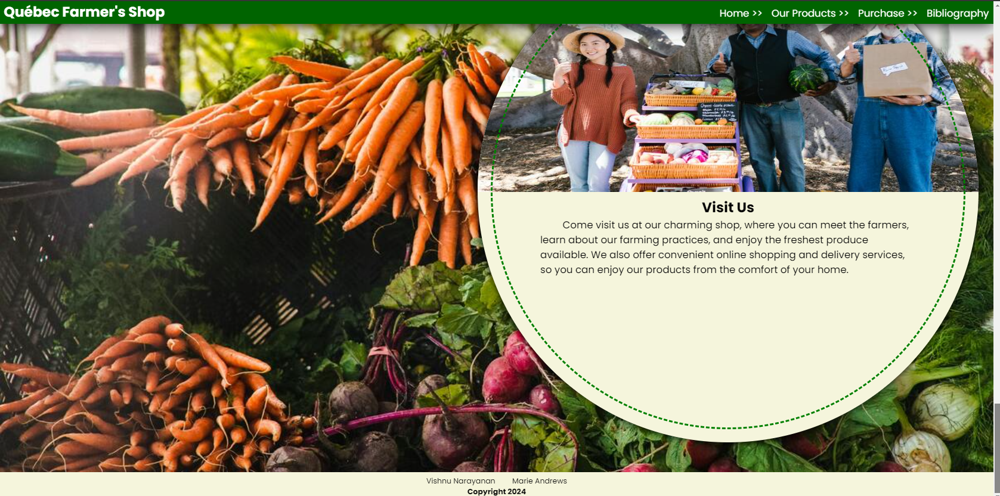 Québec Farmer's Shop
Home >> Our Products >> Purchase >> Bibliography
Visit Us
Come visit us at our charming shop, where you can meet the farmers,
learn about our farming practices, and enjoy the freshest produce
available. We also offer convenient online shopping and delivery services,
so you can enjoy our products from the comfort of your home.
Vishnu Narayanan Marie Andrews
Copyright 2024